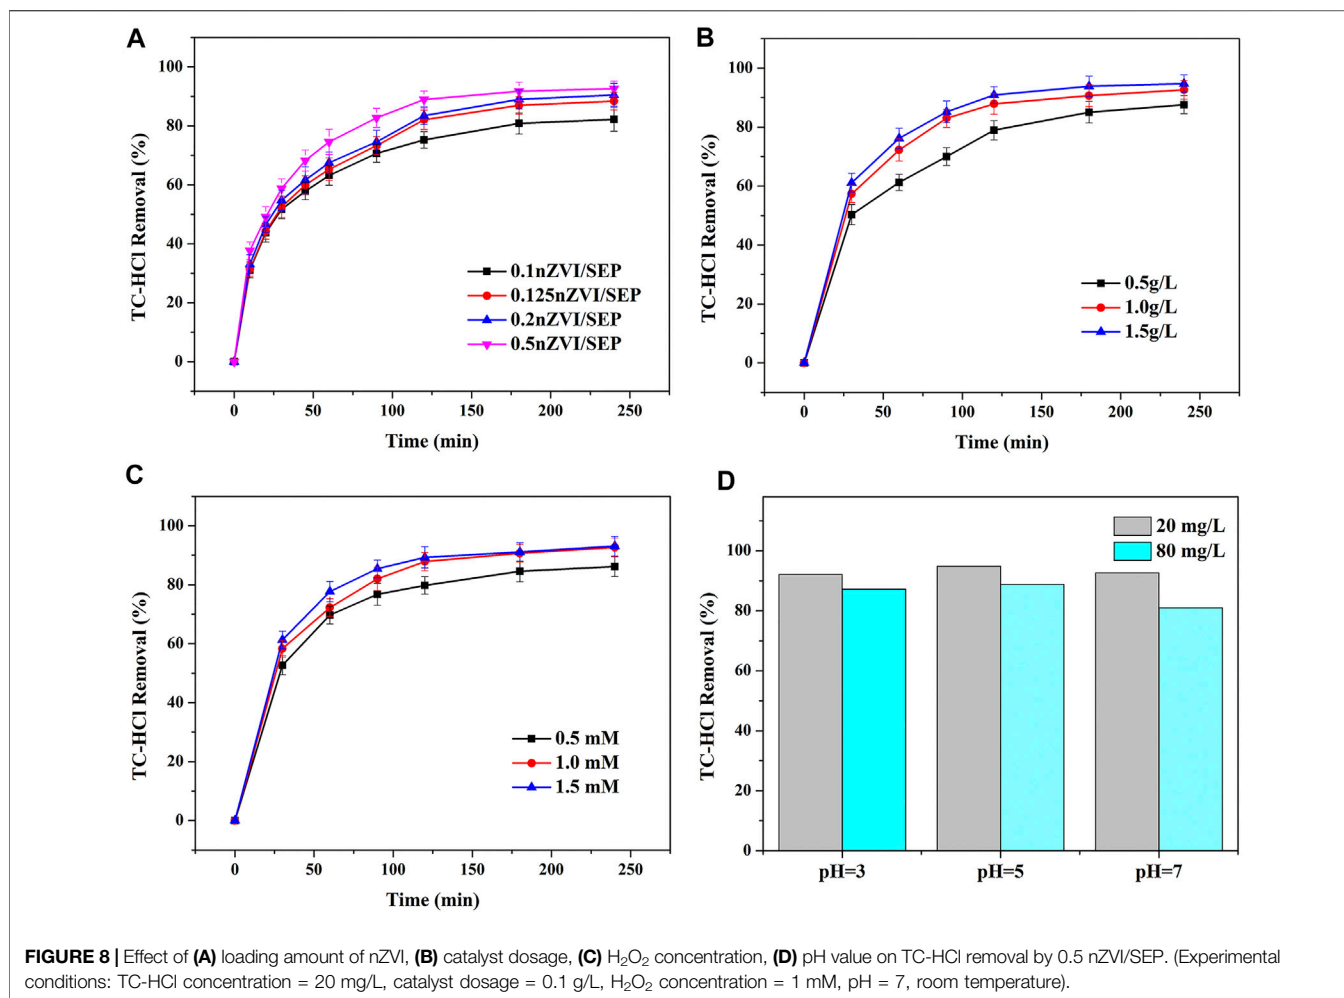 A
TC-HCl Removal (%)
100
80
60
40
20
0
0.1nZVI/SEP
0.125nZVI/SEP
0.2nZVI/SEP
0.5nZVI/SEP
0 50 100 150 200 250
Time (min)
B
TC-HCl Removal (%)
100
80
60
40
20
0
0.5g/L
1.0g/L
1.5g/L
0 50 100 150 200 250
Time (min)
C
TC-HCl Removal (%)
100
80
60
40
20
0
0.5 mM
1.0 mM
1.5 mM
0 50 100 150 200 250
Time (min)
D
TC-HCl Removal (%)
100
80
60
40
20
0
20 mg/L
80 mg/L
pH=3 pH=5 pH=7
FIGURE 8 | Effect of (A) loading amount of nZVI, (B) catalyst dosage, (C) H₂O₂ concentration, (D) pH value on TC-HCl removal by 0.5 nZVI/SEP. (Experimental
conditions: TC-HCl concentration = 20 mg/L, catalyst dosage = 0.1 g/L, H₂O₂ concentration = 1 mM, pH = 7, room temperature).